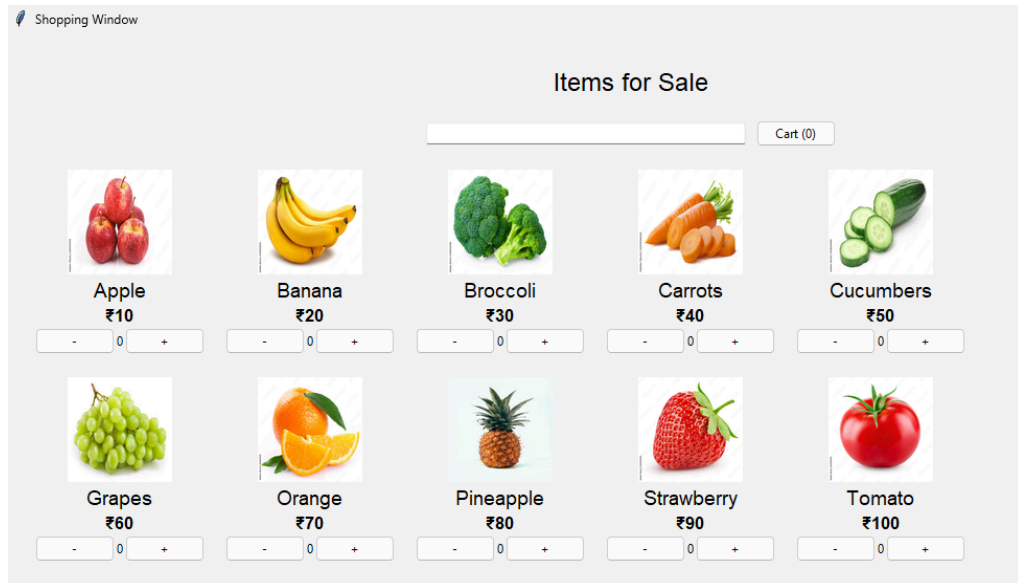 Shopping Window
Items for Sale
Cart (0)
Apple Banana Broccoli Carrots Cucumbers
₹10 ₹20 ₹30 ₹40 ₹50
- 0 + - 0 + - 0 + - 0 + - 0 +
Grapes Orange Pineapple Strawberry Tomato
₹60 ₹70 ₹80 ₹90 ₹100
- 0 + - 0 + - 0 + - 0 + - 0 +